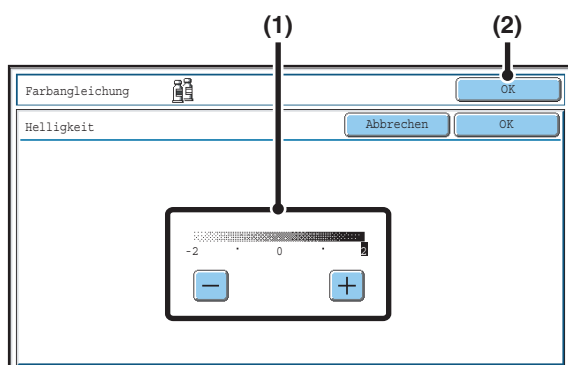 (1) (2)
Farbangleichung OK
Helligkeit Abbrechen OK
-2 · 0 · 2
− +